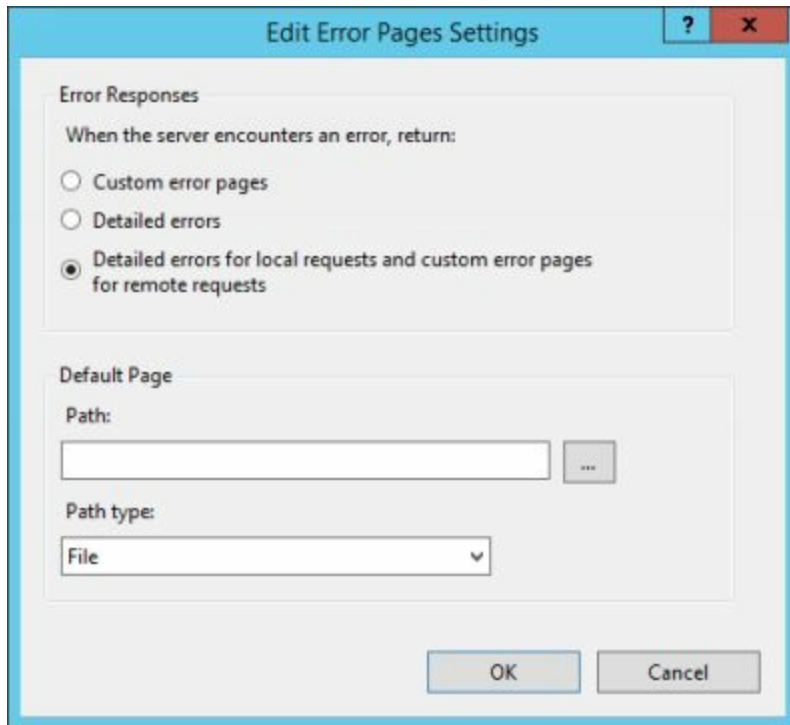 Edit Error Pages Settings
?
x
Error Responses
When the server encounters an error, return:
Custom error pages
Detailed errors
Detailed errors for local requests and custom error pages
for remote requests
Default Page
Path:
...
Path type:
File
OK
Cancel